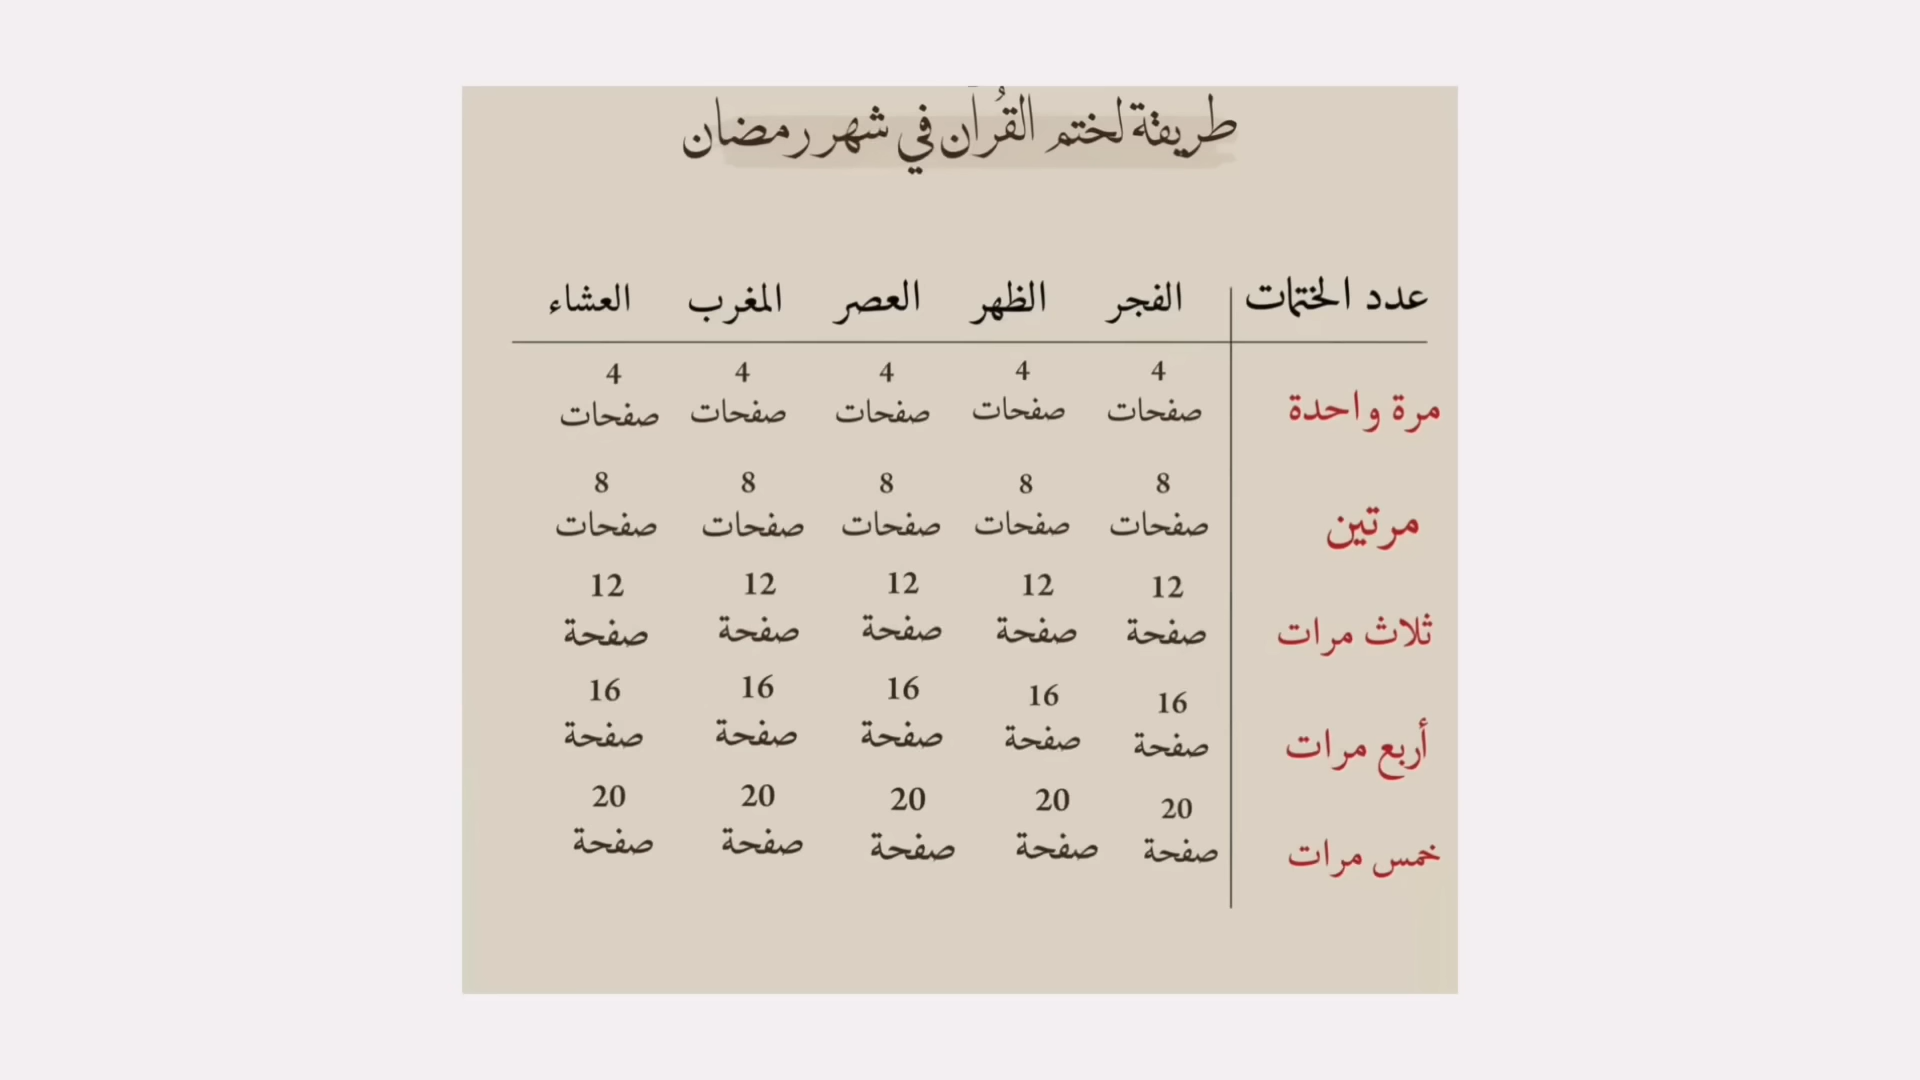 طريقة لختم القُرآن في شهر رمضان
عدد الختمات الفجر الظهر العصر المغرب العشاء
4 4 4 4 4
مرة واحدة صفحات صفحات صفحات صفحات صفحات
8 8 8 8 8
مرتين صفحات صفحات صفحات صفحات صفحات
12 12 12 12 12
ثلاث مرات صفحة صفحة صفحة صفحة صفحة
16 16 16 16 16
أربع مرات صفحة صفحة صفحة صفحة صفحة
20 20 20 20 20
خمس مرات صفحة صفحة صفحة صفحة صفحة